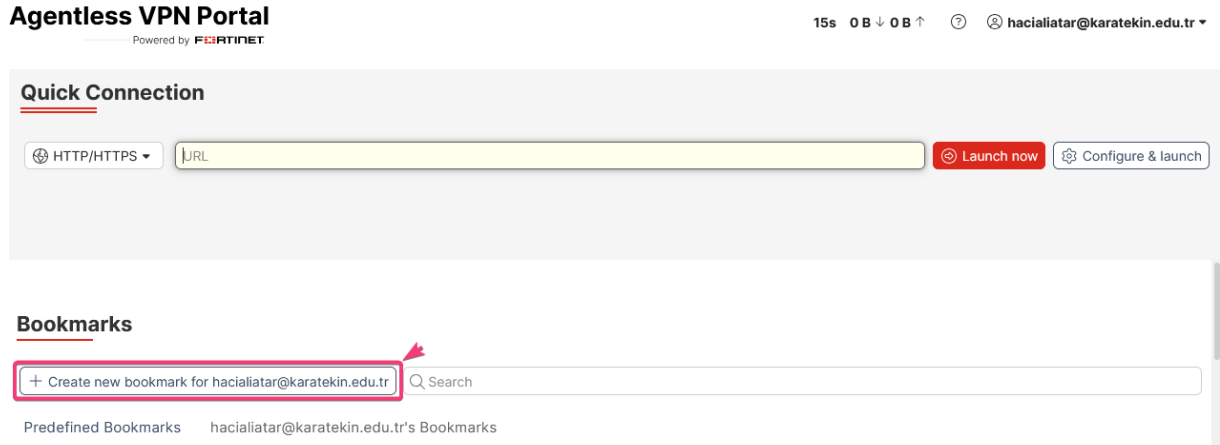 Agentless VPN Portal
Powered by FORTINET
15s 0 B ↓ 0 B ↑ hacialiatar@karatekin.edu.tr
Quick Connection
HTTP/HTTPS URL Launch now Configure & launch
Bookmarks
+ Create new bookmark for hacialiatar@karatekin.edu.tr Search
Predefined Bookmarks hacialiatar@karatekin.edu.tr's Bookmarks